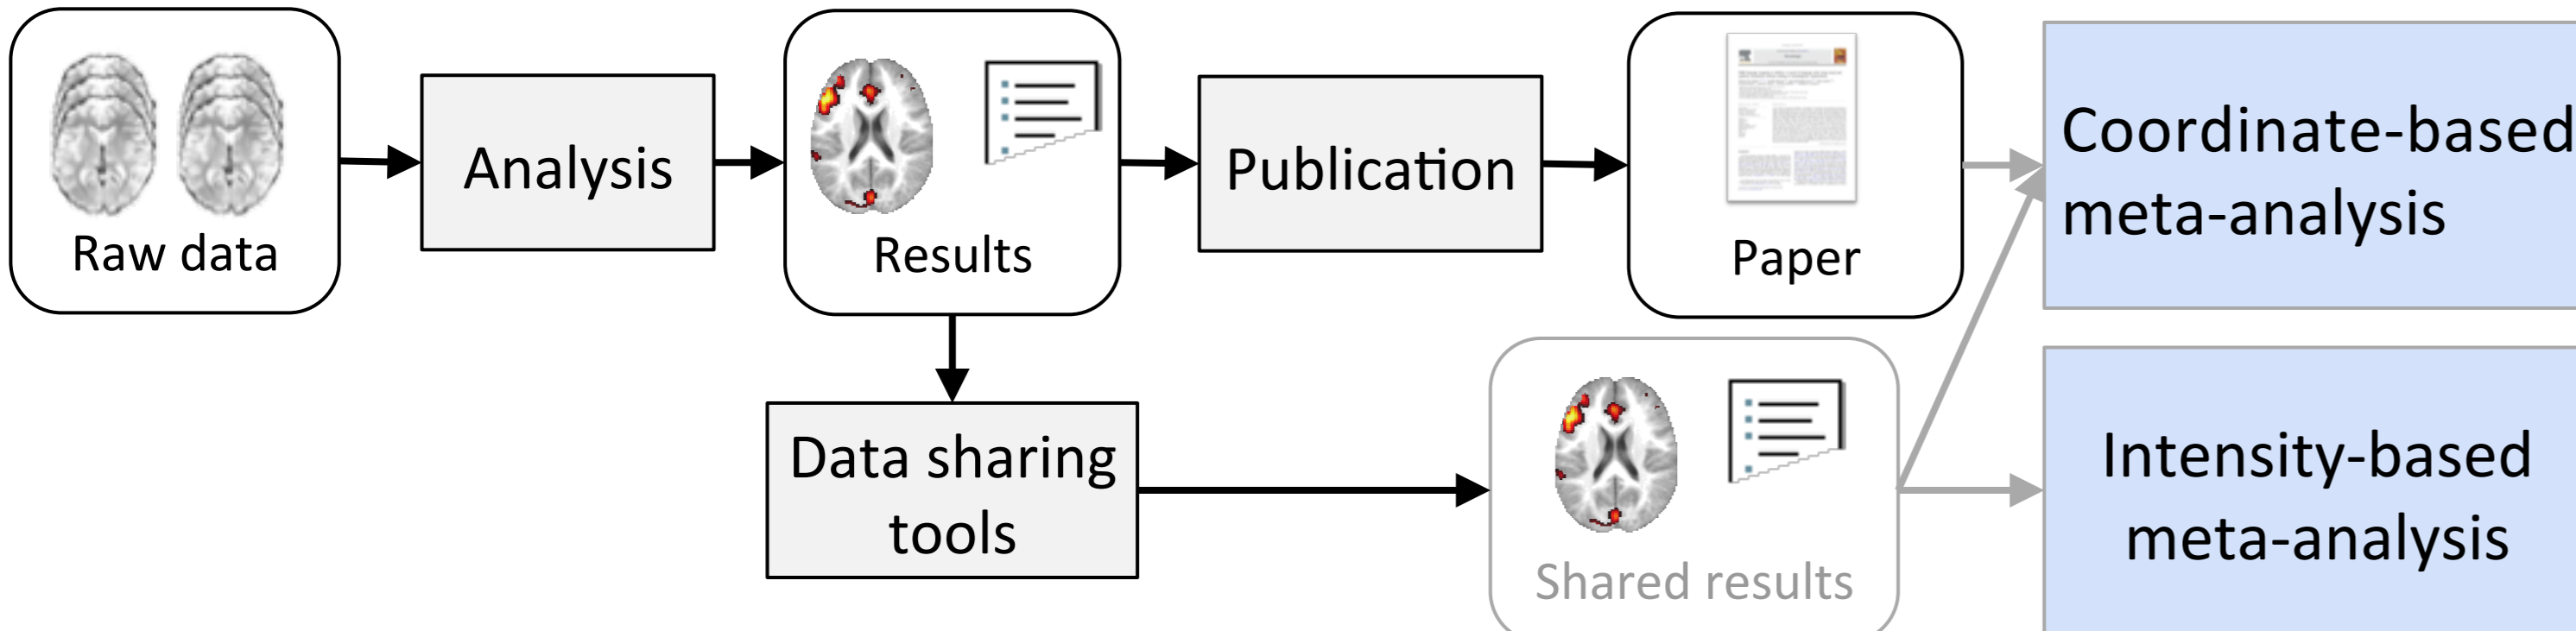 Raw data
Analysis
Results
Publication
Paper
Coordinate-based
meta-analysis
Data sharing
tools
Shared results
Intensity-based
meta-analysis